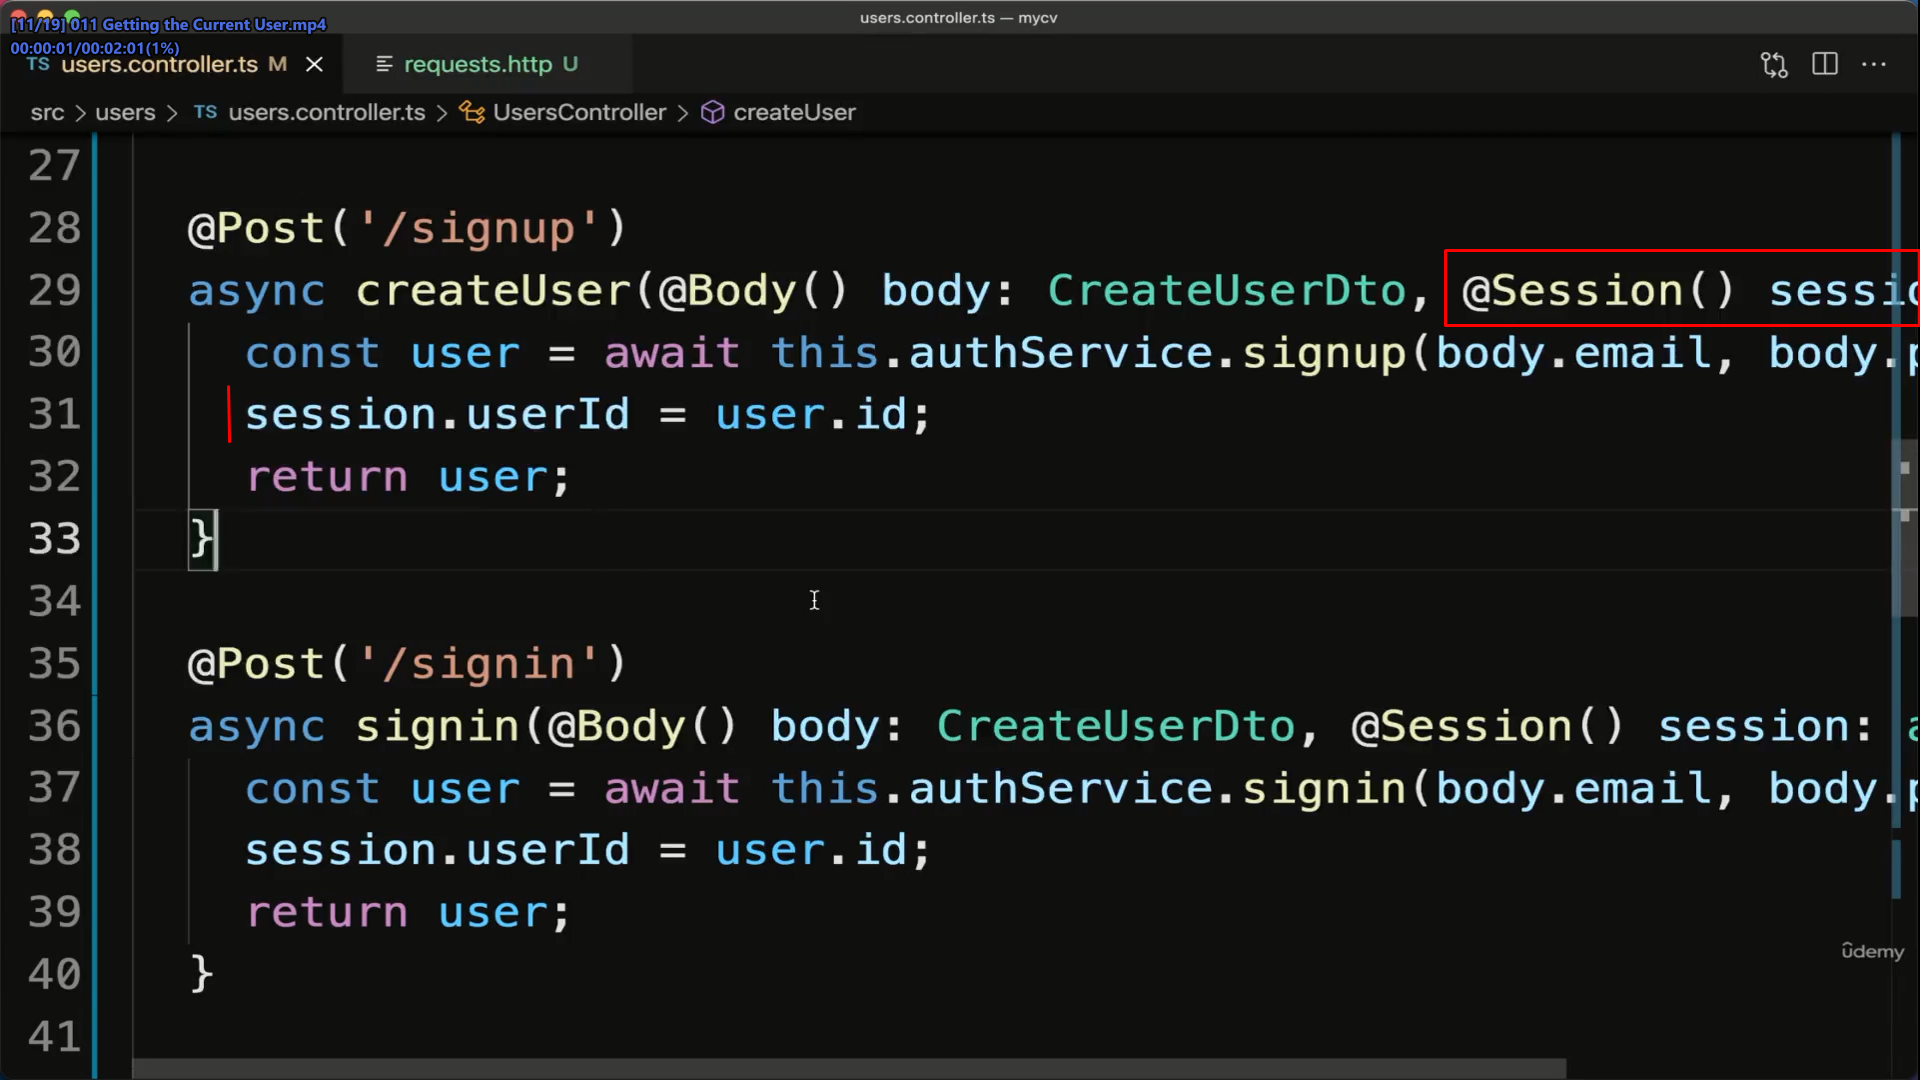 users.controller.ts — mycv
[11/19] 011 Getting the Current User.mp4
00:00:01/00:02:01(1%)
TS users.controller.ts M
requests.http U
src > users > TS users.controller.ts > UsersController > createUser
27
28 @Post('/signup')
29 async createUser(@Body() body: CreateUserDto, @Session() sessio
30 const user = await this.authService.signup(body.email, body.p
31 session.userId = user.id;
32 return user;
33 }
34
35 @Post('/signin')
36 async signin(@Body() body: CreateUserDto, @Session() session: a
37 const user = await this.authService.signin(body.email, body.p
38 session.userId = user.id;
39 return user;
40 }
41
ûdemy